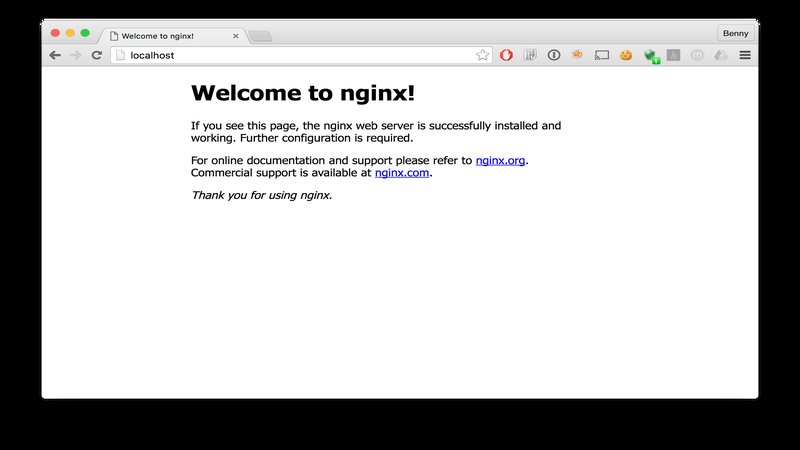 Welcome to nginx!
Benny
localhost
Welcome to nginx!
If you see this page, the nginx web server is successfully installed and
working. Further configuration is required.
For online documentation and support please refer to nginx.org.
Commercial support is available at nginx.com.
Thank you for using nginx.